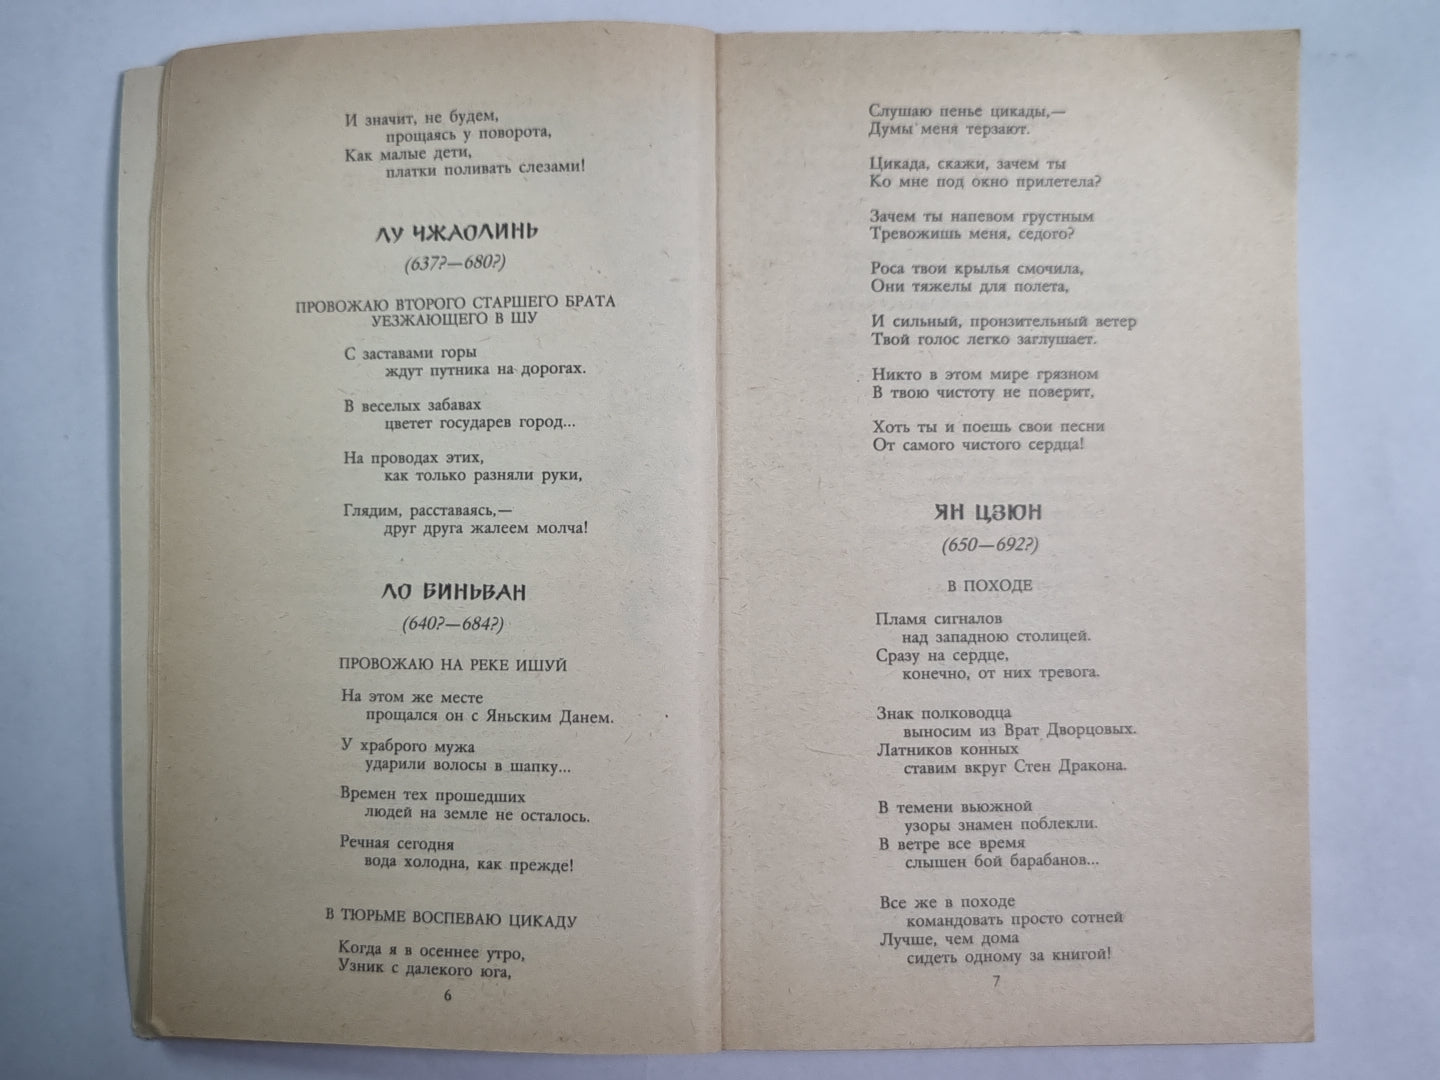 И значит, не будем,
прощаясь у поворота,
Как малые дети,
платки поливать слезами!
ЛУ ЧЖАОЛИНЬ
(637?—680?)
ПРОВОЖАЮ ВТОРОГО СТАРШЕГО БРАТА
УЕЗЖАЮЩЕГО В ШУ
С заставами горы
ждут путника на дорогах.
В веселых забавах
цветет государев город...
На проводах этих,
как только разняли руки,
Глядим, расставаясь,—
друг друга жалеем молча!
ЛО БИНЬВАН
(640?—684?)
ПРОВОЖАЮ НА РЕКЕ ИШУЙ
На этом же месте
прощался он с Яньским Данем.
У храброго мужа
ударили волосы в шапку...
Времен тех прошедших
людей на земле не осталось.
Речная сегодня
вода холодна, как прежде!
В ТЮРЬМЕ ВОСПЕВАЮ ЦИКАДУ
Когда я в осеннее утро,
Узник с далекого юга,
6
Слушаю пенье цикады,—
Думы меня терзают.
Цикада, скажи, зачем ты
Ко мне под окно прилетела?
Зачем ты напевом грустным
Тревожишь меня, седого?
Роса твои крылья смочила,
Они тяжелы для полета,
И сильный, пронзительный ветер
Твой голос легко заглушает.
Никто в этом мире грязном
В твою чистоту не поверит,
Хоть ты и поешь свои песни
От самого чистого сердца!
ЯН ЦЗЮН
(650—692?)
В ПОХОДЕ
Пламя сигналов
над западною столицей.
Сразу на сердце,
конечно, от них тревога.
Знак полководца
выносим из Врат Дворцовых.
Латников конных
ставим вкруг Стен Дракона.
В темени вьюжной
узоры знамен поблекли.
В ветре все время
слышен бой барабанов...
Все же в походе
командовать просто сотней
Лучше, чем дома
сидеть одному за книгой!
7